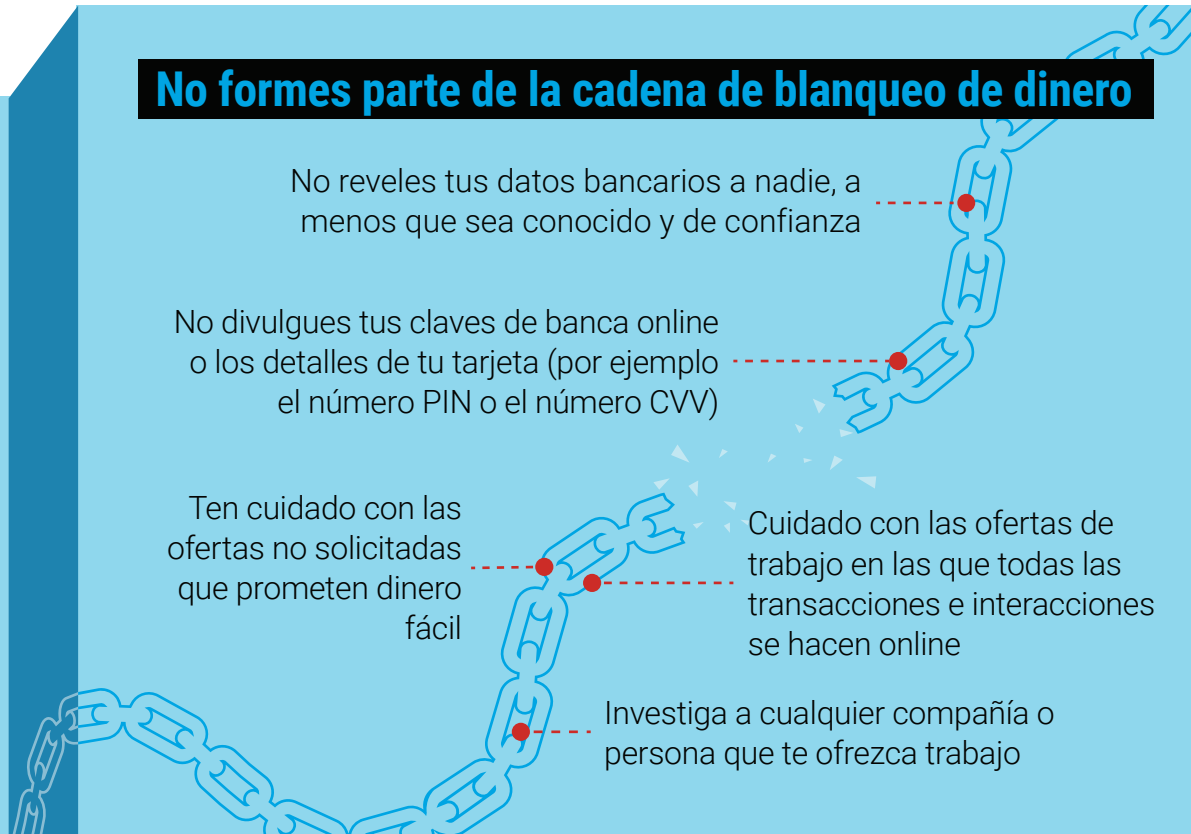 No formes parte de la cadena de blanqueo de dinero
No reveles tus datos bancarios a nadie, a
menos que sea conocido y de confianza
No divulgues tus claves de banca online
o los detalles de tu tarjeta (por ejemplo
el número PIN o el número CVV)
Ten cuidado con las
ofertas no solicitadas
que prometen dinero
fácil
Cuidado con las ofertas de
trabajo en las que todas las
transacciones e interacciones
se hacen online
Investiga a cualquier compañía o
persona que te ofrezca trabajo